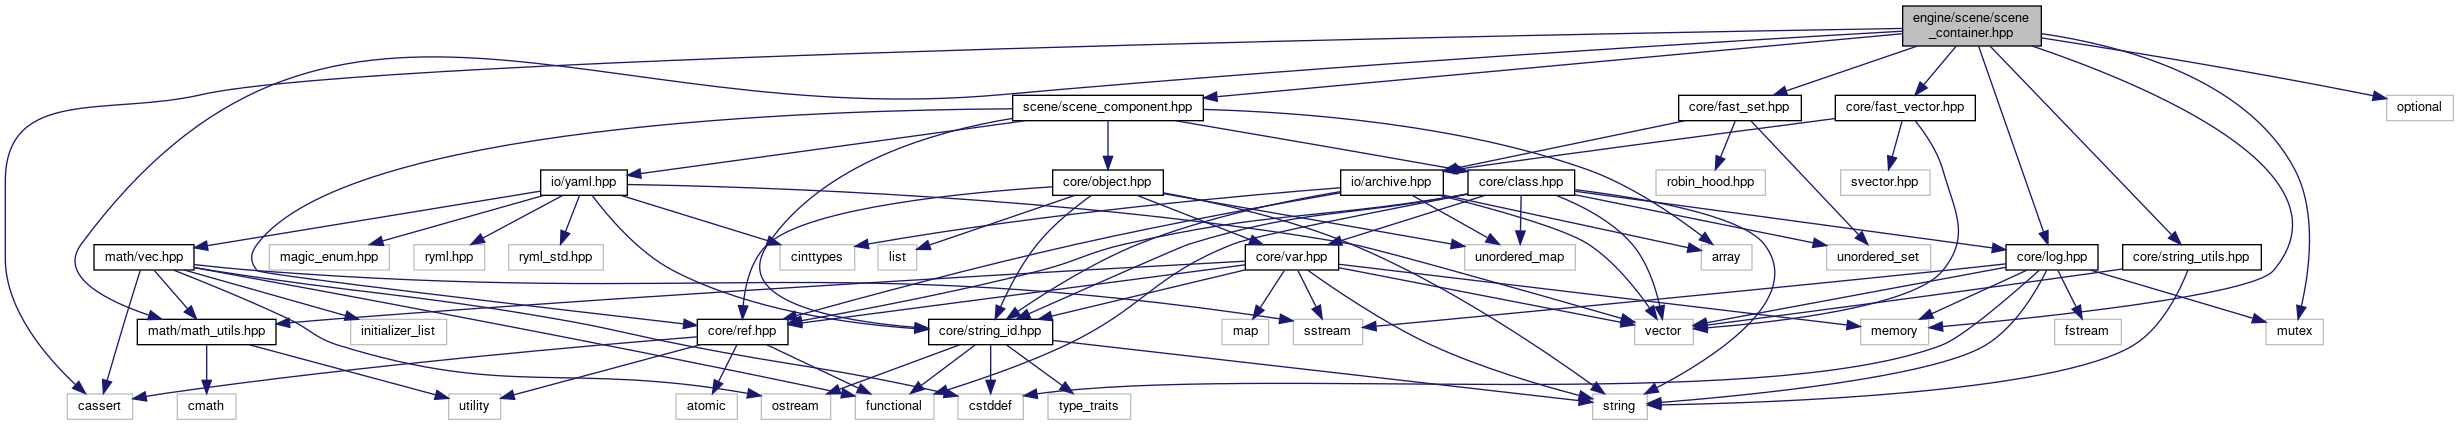 engine/scene/scene
_container.hpp
scene/scene_component.hpp
core/fast_set.hpp
core/fast_vector.hpp
optional
io/yaml.hpp
core/object.hpp
io/archive.hpp
core/class.hpp
robin_hood.hpp
svector.hpp
math/vec.hpp
magic_enum.hpp
ryml.hpp
ryml_std.hpp
cinttypes
list
core/var.hpp
unordered_map
array
unordered_set
core/log.hpp
core/string_utils.hpp
math/math_utils.hpp
initializer_list
core/ref.hpp
core/string_id.hpp
map
sstream
vector
memory
fstream
mutex
cassert
cmath
utility
atomic
ostream
functional
cstddef
type_traits
string